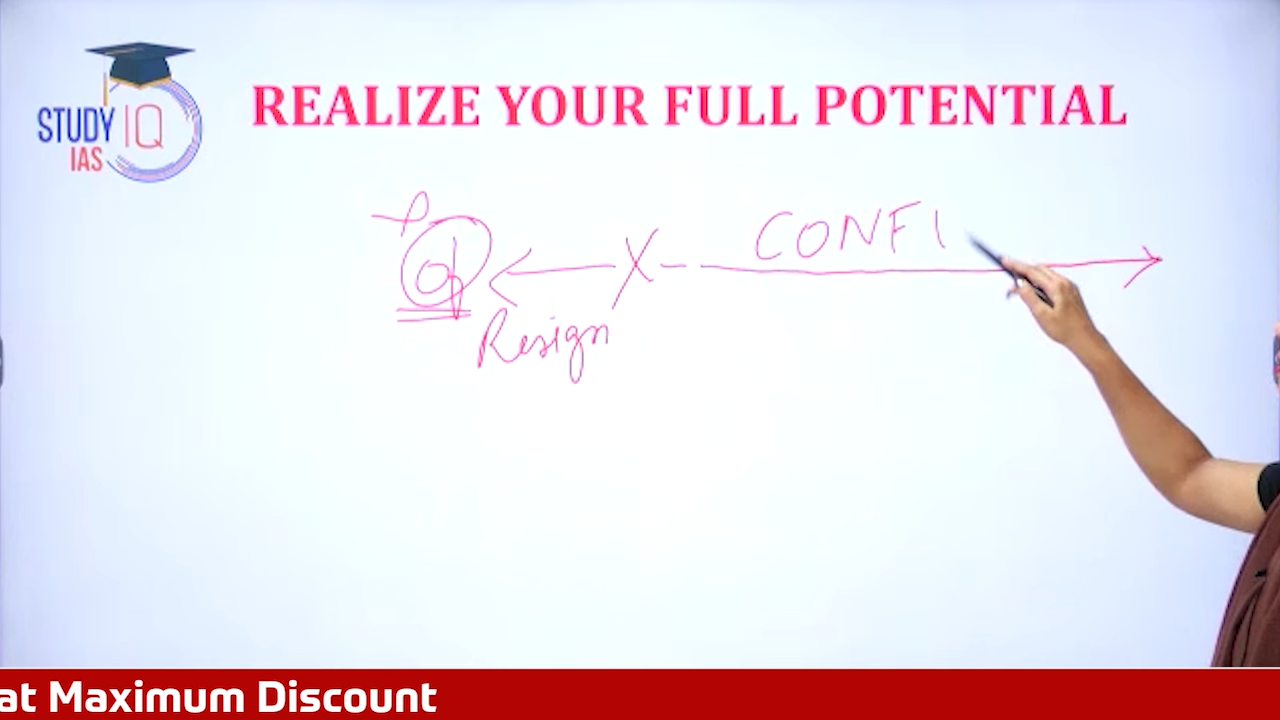 STUDY IQ
IAS
REALIZE YOUR FULL POTENTIAL
CONFI
X
Resign
at Maximum Discount